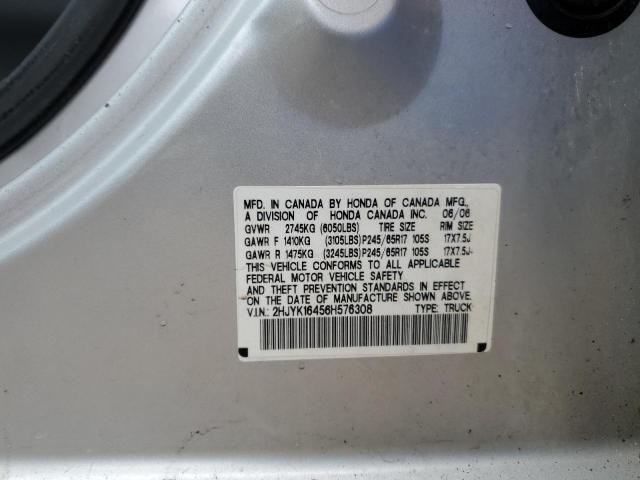 MFD. IN CANADA BY HONDA OF CANADA MFG.,
A DIVISION OF HONDA CANADA INC. 06/06
GVWR 2745KG (6050LBS) TIRE SIZE RIM SIZE
GAWR F 1410KG (3105LBS)P245/65R17 105S 17X7.5J
GAWR R 1475KG (3245LBS)P245/65R17 105S 17X7.5J
THIS VEHICLE CONFORMS TO ALL APPLICABLE
FEDERAL MOTOR VEHICLE SAFETY
AND THEFT PREVENTION STANDARDS IN EFFECT
ON THE DATE OF MANUFACTURE SHOWN ABOVE.
V.I.N.: 2HJYK16456H576308 TYPE: TRUCK